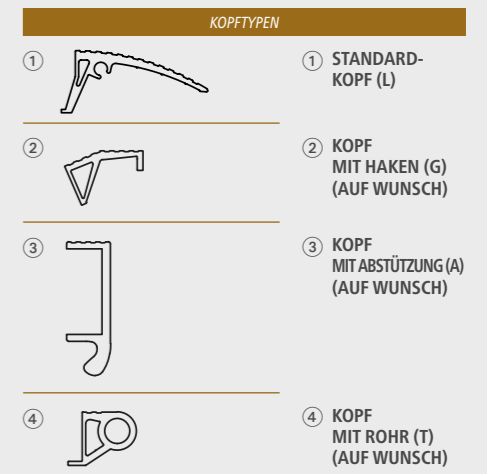 KOPFTYPEN
①
① STANDARD-
KOPF (L)
②
② KOPF
MIT HAKEN (G)
(AUF WUNSCH)
③
③ KOPF
MIT ABSTÜTZUNG (A)
(AUF WUNSCH)
④
④ KOPF
MIT ROHR (T)
(AUF WUNSCH)